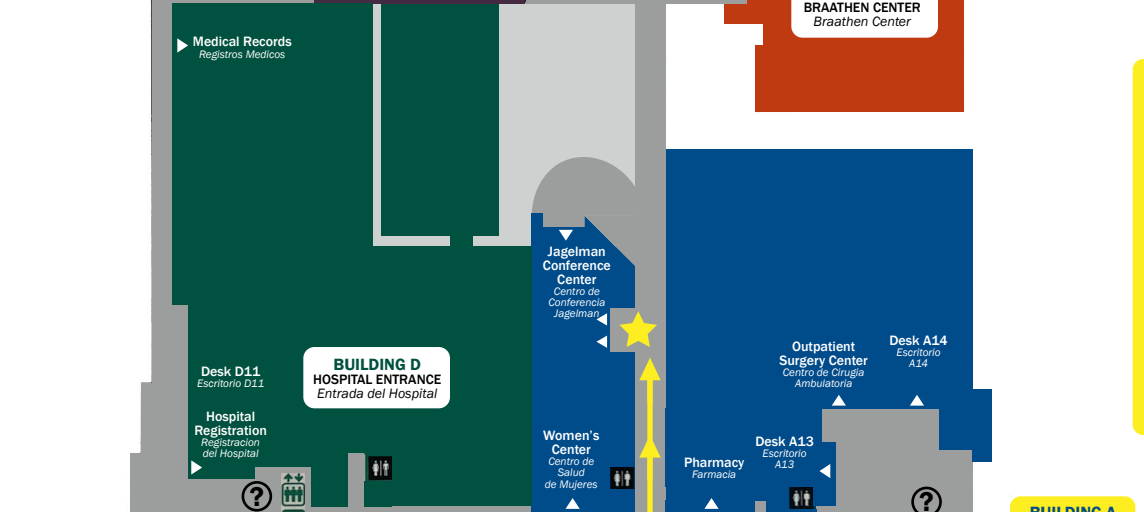 BRAATHEN CENTER
Braathen Center
Medical Records
Registros Medicos
Jagelman
Conference
Center
Centro de
Conferencia
Jagelman
Outpatient
Surgery Center
Centro de Cirugía
Ambulatoria
Desk A14
Escritorio
A14
Desk D11
Escritorio D11
BUILDING D
HOSPITAL ENTRANCE
Entrada del Hospital
Hospital
Registration
Registracion
del Hospital
Women's
Center
Centro de
Salud
de Mujeres
Pharmacy
Farmacia
Desk A13
Escritorio
A13
?
?
BUILDING A